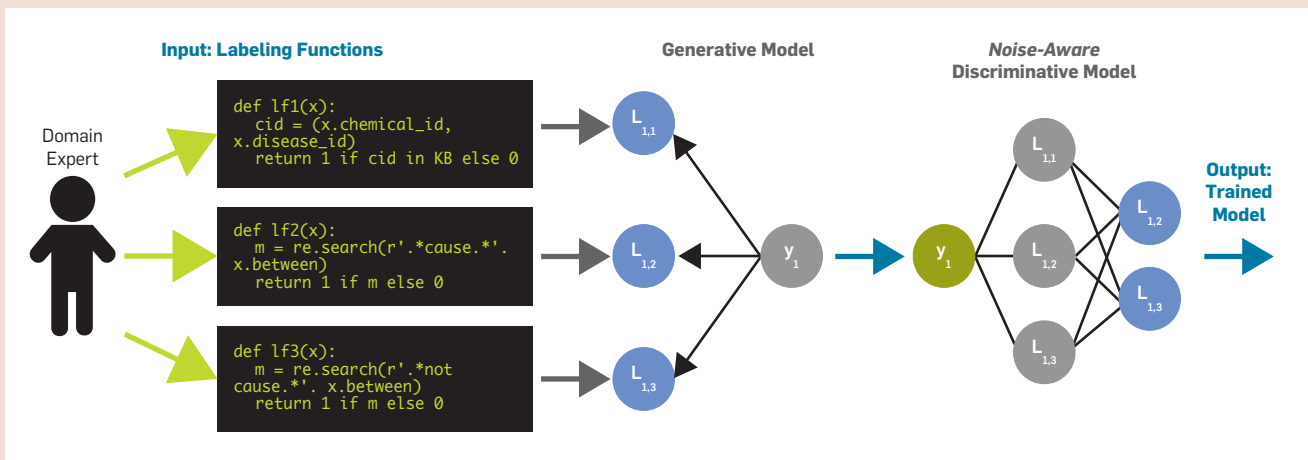 Input: Labeling Functions
Generative Model
Noise-Aware
Discriminative Model
Domain
Expert
def lf1(x):
cid = (x.chemical_id,
x.disease_id)
return 1 if cid in KB else 0
def lf2(x):
m = re.search(r'.*cause.*'.
x.between)
return 1 if m else 0
def lf3(x):
m = re.search(r'.*not
cause.*'. x.between)
return 1 if m else 0
L1,1
L1,2
L1,3
y1
y1
L1,1
L1,2
L1,3
L1,2
L1,3
Output:
Trained
Model